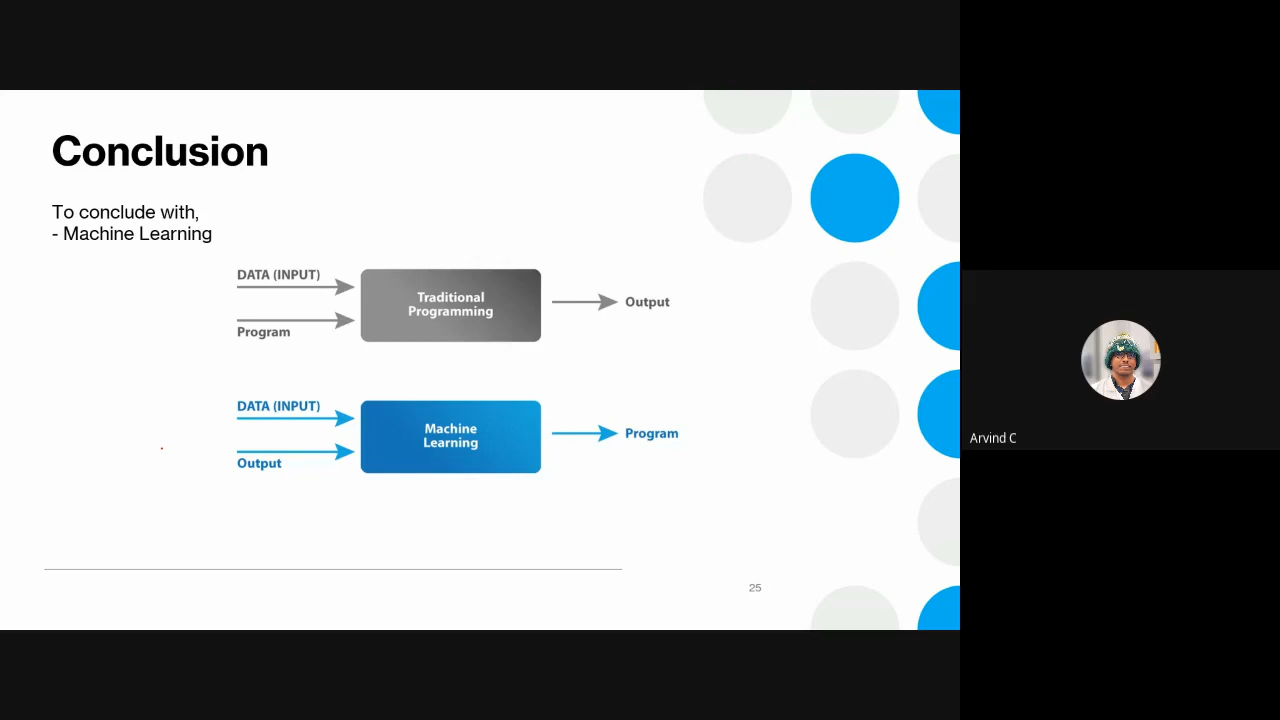 Conclusion
To conclude with,
- Machine Learning
DATA (INPUT)
Program
Traditional
Programming
Output
DATA (INPUT)
Output
Machine
Learning
Program
25
Arvind C